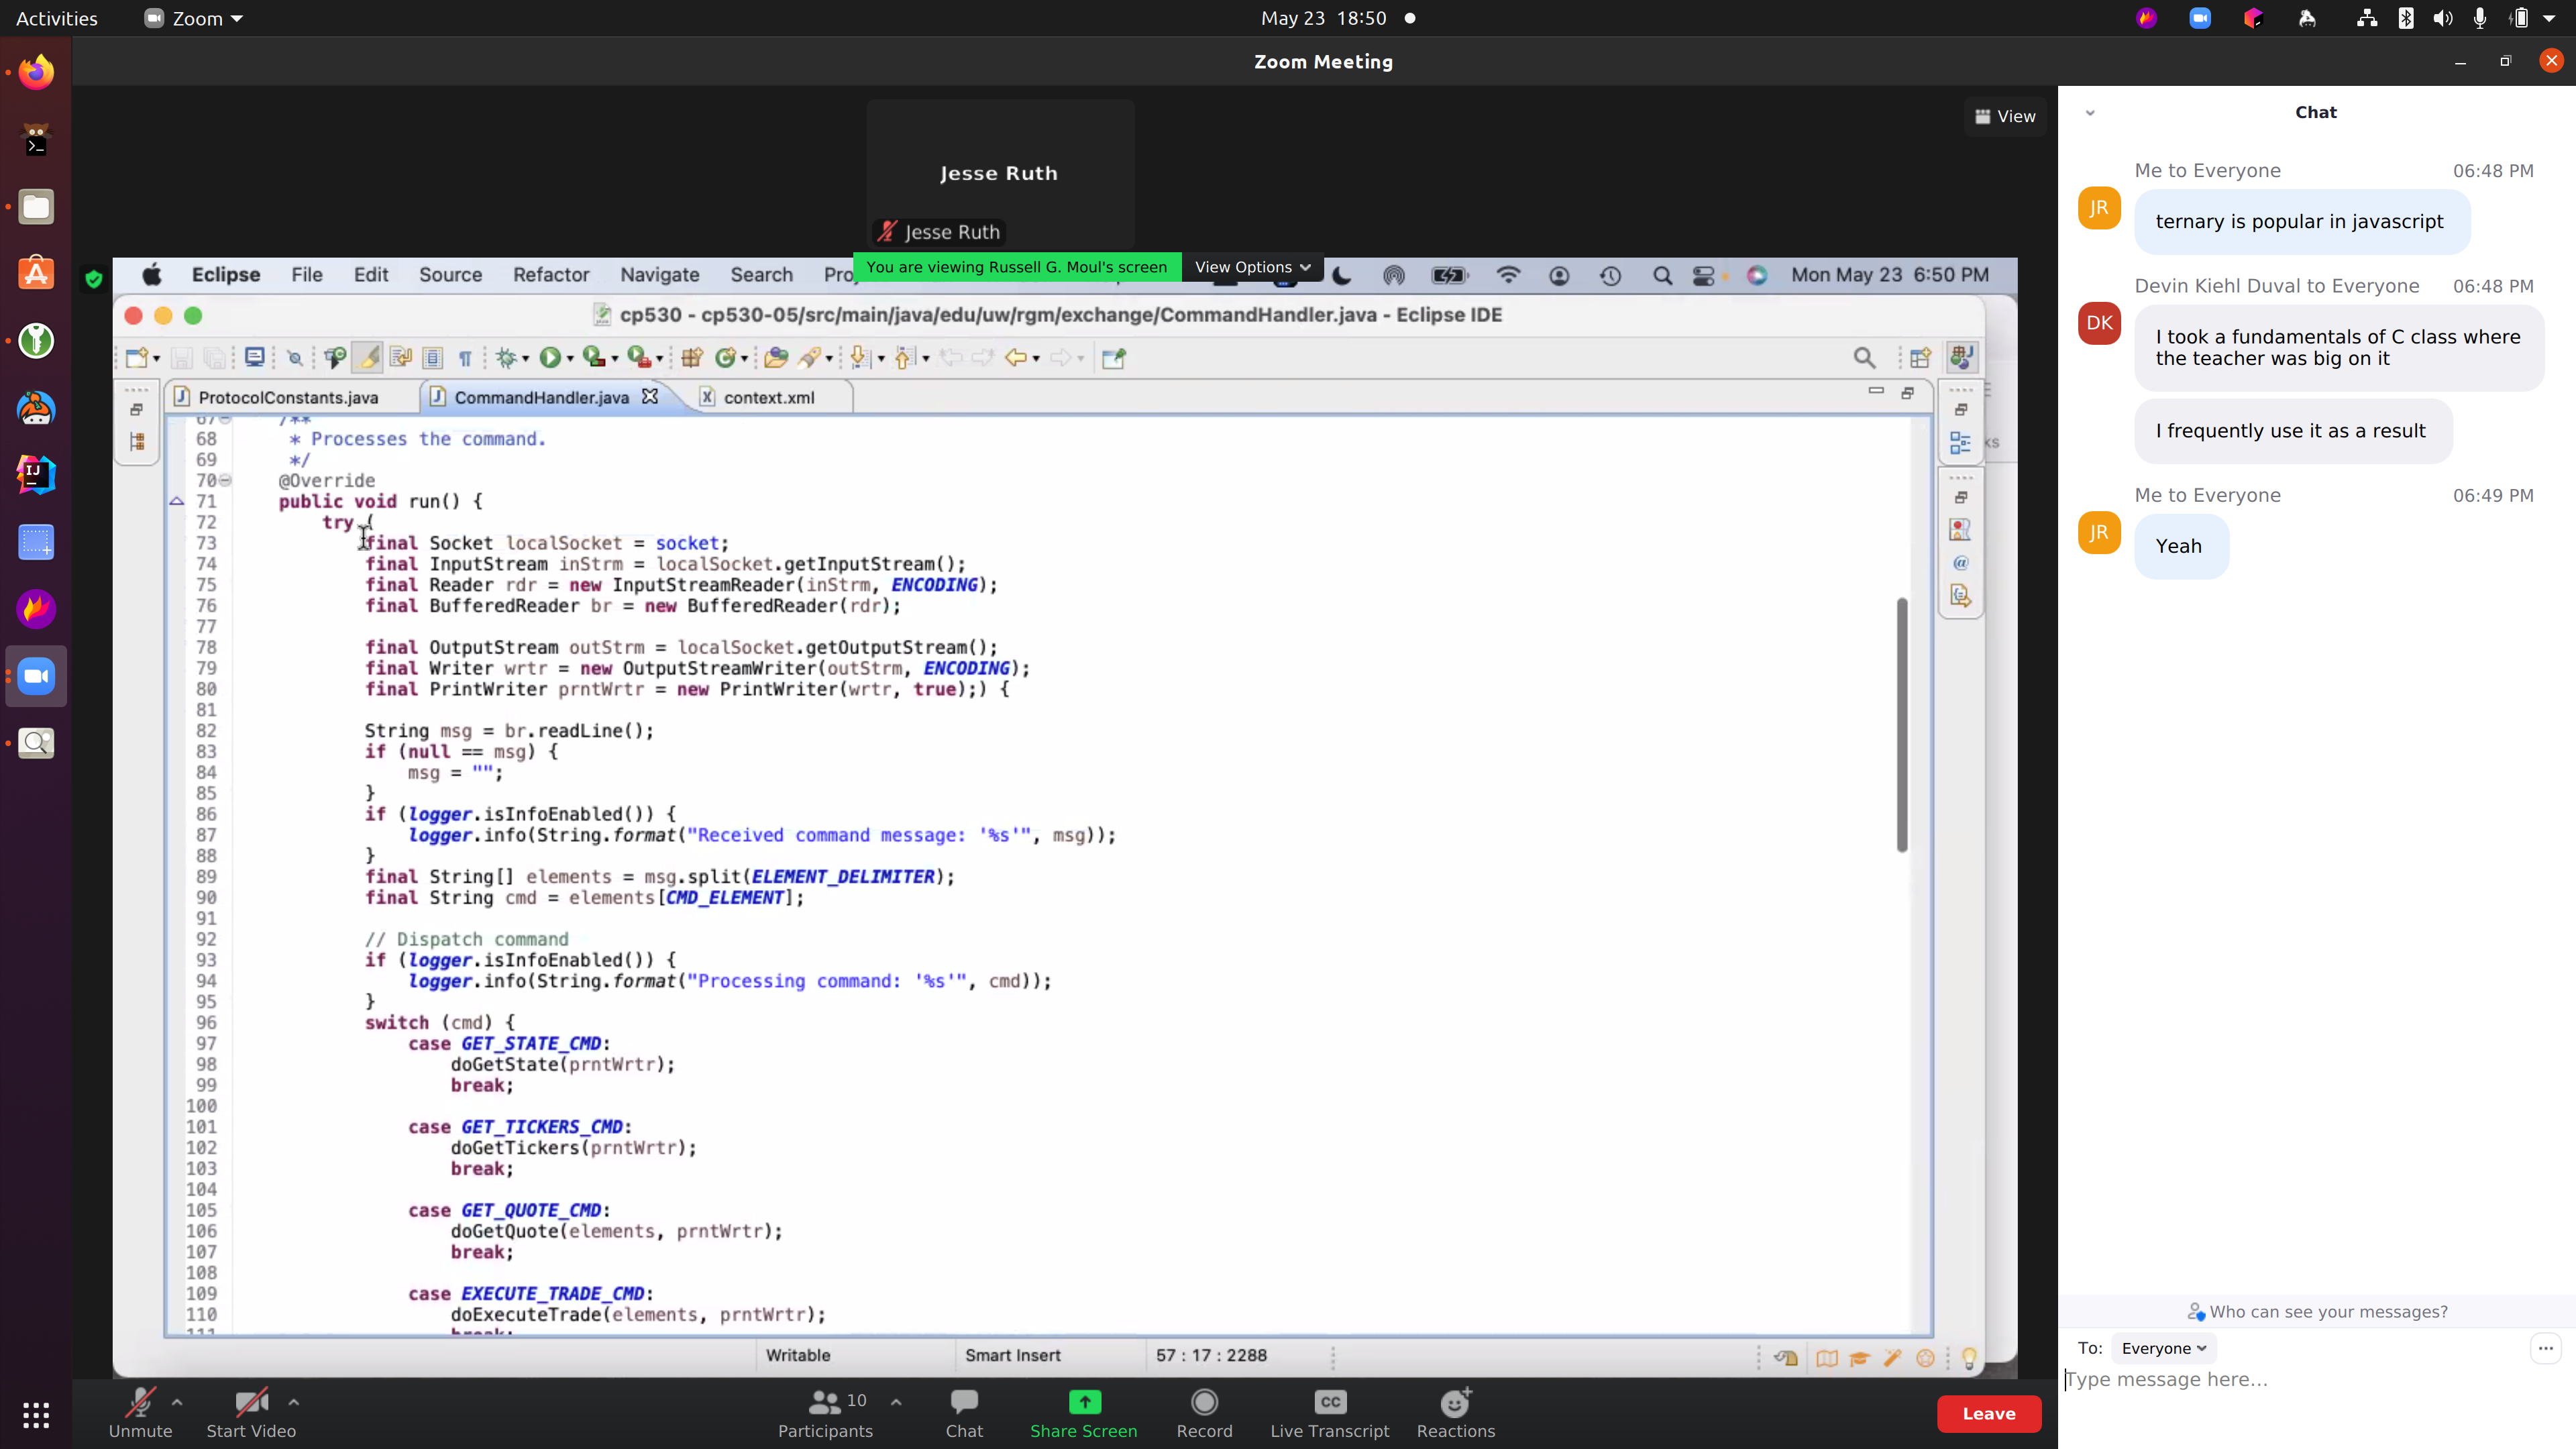 Activities
Zoom
May 23 18:50
Zoom Meeting
View
Jesse Ruth
Jesse Ruth
You are viewing Russell G. Moul's screen
View Options
Eclipse File Edit Source Refactor Navigate Search
Mon May 23 6:50 PM
cp530 - cp530-05/src/main/java/edu/uw/rgm/exchange/CommandHandler.java - Eclipse IDE
ProtocolConstants.java
CommandHandler.java
context.xml
67 /**
68 * Processes the command.
69 */
70 @Override
71 public void run() {
72 try (
73 final Socket localSocket = socket;
74 final InputStream inStrm = localSocket.getInputStream();
75 final Reader rdr = new InputStreamReader(inStrm, ENCODING);
76 final BufferedReader br = new BufferedReader(rdr);
77
78 final OutputStream outStrm = localSocket.getOutputStream();
79 final Writer wrtr = new OutputStreamWriter(outStrm, ENCODING);
80 final PrintWriter prntWrtr = new PrintWriter(wrtr, true);) {
81
82 String msg = br.readLine();
83 if (null == msg) {
84 msg = "";
85 }
86 if (logger.isInfoEnabled()) {
87 logger.info(String.format("Received command message: '%s'", msg));
88 }
89 final String[] elements = msg.split(ELEMENT_DELIMITER);
90 final String cmd = elements[CMD_ELEMENT];
91
92 // Dispatch command
93 if (logger.isInfoEnabled()) {
94 logger.info(String.format("Processing command: '%s'", cmd));
95 }
96 switch (cmd) {
97 case GET_STATE_CMD:
98 doGetState(prntWrtr);
99 break;
100
101 case GET_TICKERS_CMD:
102 doGetTickers(prntWrtr);
103 break;
104
105 case GET_QUOTE_CMD:
106 doGetQuote(elements, prntWrtr);
107 break;
108
109 case EXECUTE_TRADE_CMD:
110 doExecuteTrade(elements, prntWrtr);
111 break;
Writable
Smart Insert
57 : 17 : 2288
Unmute
Start Video
10
Participants
Chat
Share Screen
Record
CC
Live Transcript
Reactions
Leave
Chat
Me to Everyone 06:48 PM
JR
ternary is popular in javascript
Devin Kiehl Duval to Everyone 06:48 PM
DK
I took a fundamentals of C class where
the teacher was big on it
I frequently use it as a result
Me to Everyone 06:49 PM
JR
Yeah
Who can see your messages?
To: Everyone
Type message here...